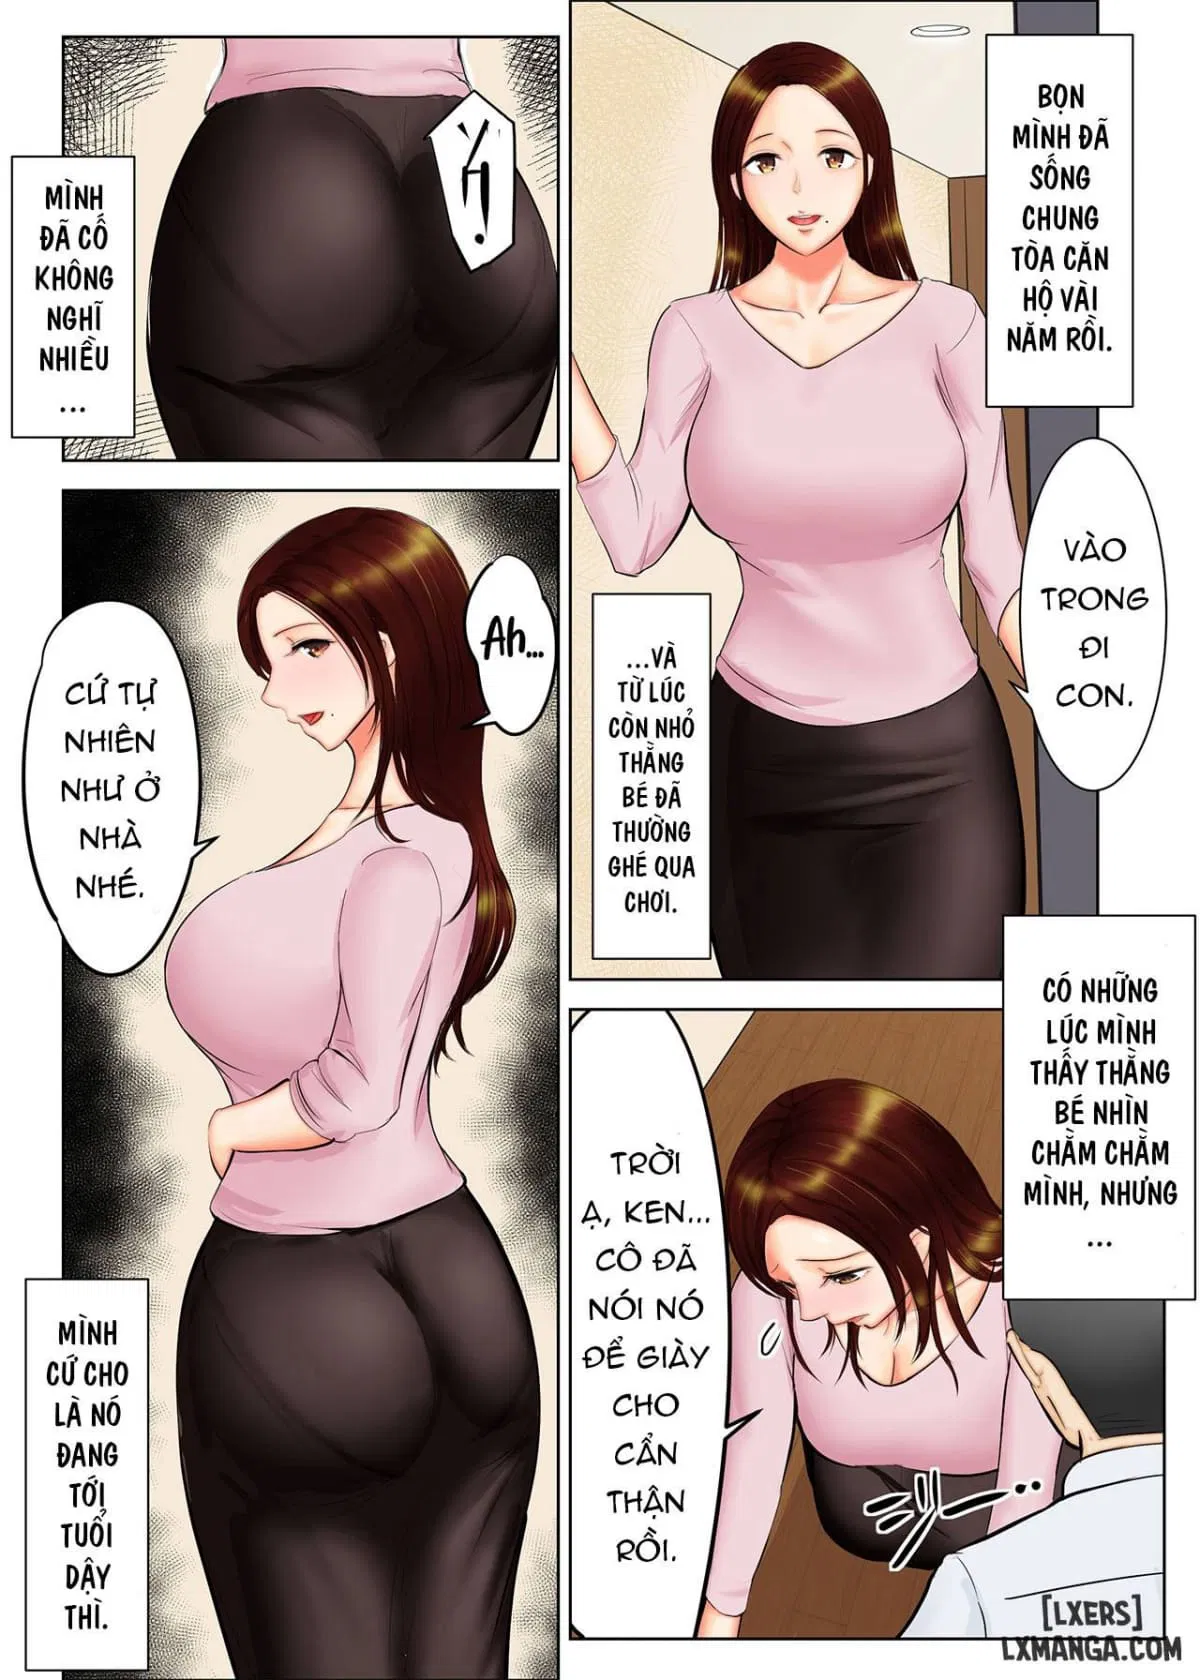 BỌN
MÌNH ĐÃ
SỐNG
CHUNG
TÒA CĂN
HỘ VÀI
NĂM RỒI.
VÀO
TRONG
ĐI
CON.
...VÀ
TỪ LÚC
CÒN NHỎ
THẰNG
BÉ ĐÃ
THƯỜNG
GHÉ QUA
CHƠI.
CÓ NHỮNG
LÚC MÌNH
THẤY THẰNG
BÉ NHÌN
CHẰM CHẰM
MÌNH, NHƯNG
...
TRỜI
Ạ, KEN...
CÔ ĐÃ
NÓI NÓ
ĐỂ GIÀY
CHO
CẨN
THẬN
RỒI.
MÌNH
ĐÃ CỐ
KHÔNG
NGHĨ
NHIỀU
...
Ah...
CỨ TỰ
NHIÊN
NHƯ Ở
NHÀ
NHÉ.
MÌNH
CỨ CHO
LÀ NÓ
ĐANG
TỚI
TUỔI
DẬY
THÌ.
[LXERS]
LXMANGA.COM